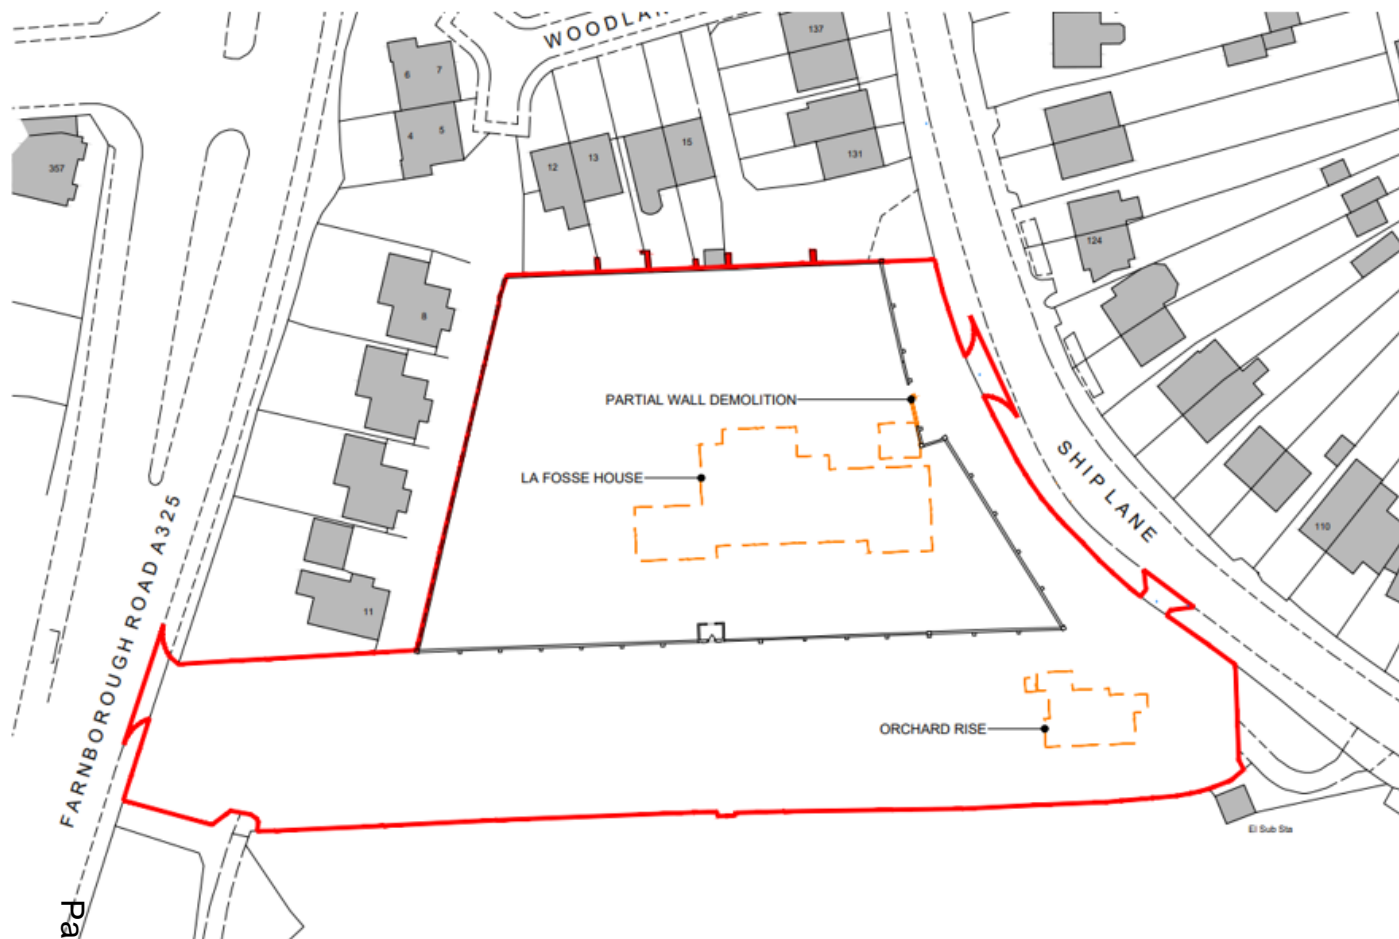 WOODLAN
137
6
7
4
5
15
13
12
131
357
124
8
PARTIAL WALL DEMOLITION
LA FOSSE HOUSE
SHIP LANE
110
FARNBOROUGH ROAD A325
11
ORCHARD RISE
El Sub Sta
Pa